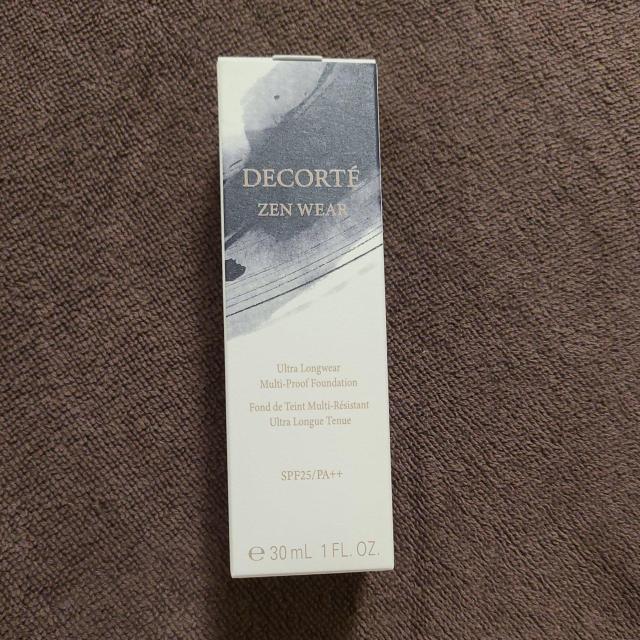 DECORTÉ
ZEN WEAR
Ultra Longwear
Multi-Proof Foundation
Fond de Teint Multi-Résistant
Ultra Longue Tenue
SPF25/PA++
℮ 30 mL 1 FL. OZ.